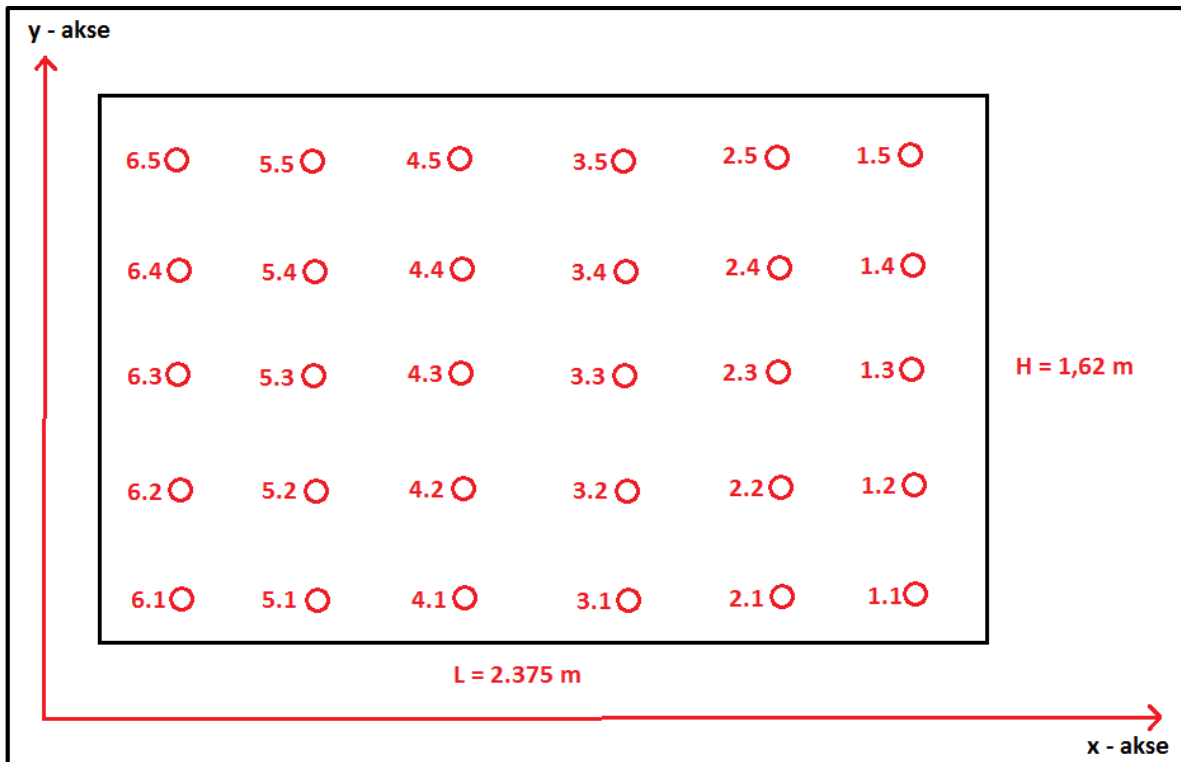 y - akse
6.5 5.5 4.5 3.5 2.5 1.5
6.4 5.4 4.4 3.4 2.4 1.4
6.3 5.3 4.3 3.3 2.3 1.3
H = 1,62 m
6.2 5.2 4.2 3.2 2.2 1.2
6.1 5.1 4.1 3.1 2.1 1.1
L = 2.375 m
x - akse